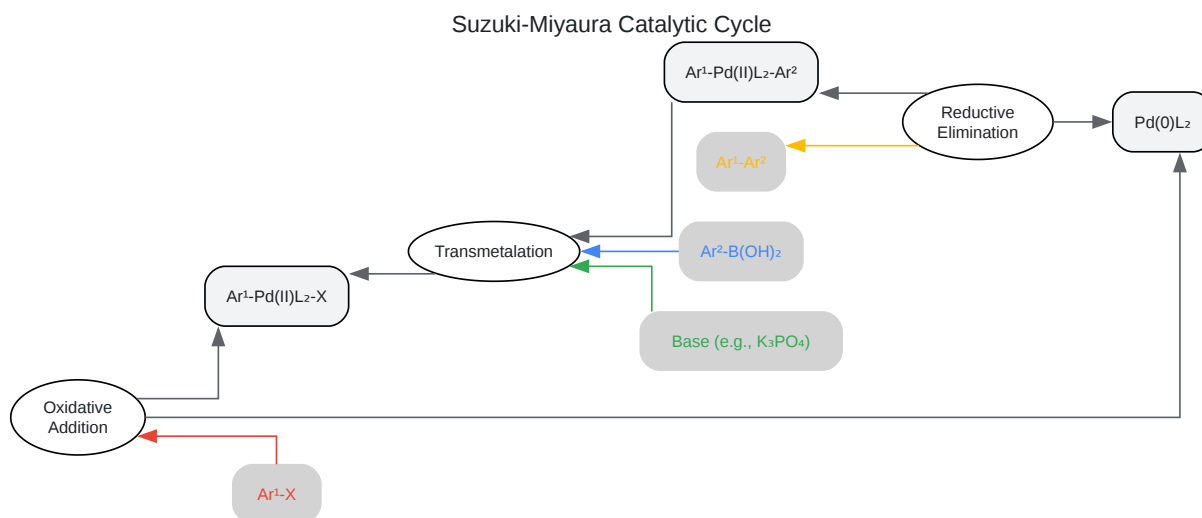 Suzuki-Miyaura Catalytic Cycle
Ar¹-Pd(II)L₂-Ar²
Reductive
Elimination
Pd(0)L₂
Ar¹-Ar²
Transmetalation
Ar²-B(OH)₂
Ar¹-Pd(II)L₂-X
Base (e.g., K₃PO₄)
Oxidative
Addition
Ar¹-X